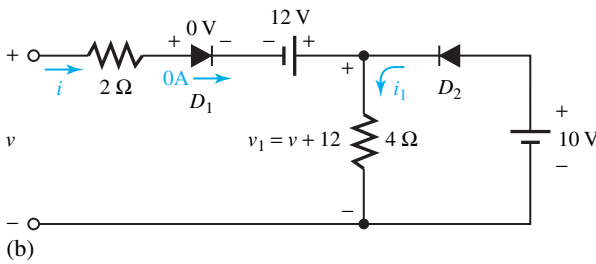 0 V
12 V
+ + − − + +
i 2 Ω 0A D₁ i₁ D₂
v v₁ = v + 12 4 Ω + 10 V −
− −
(b)